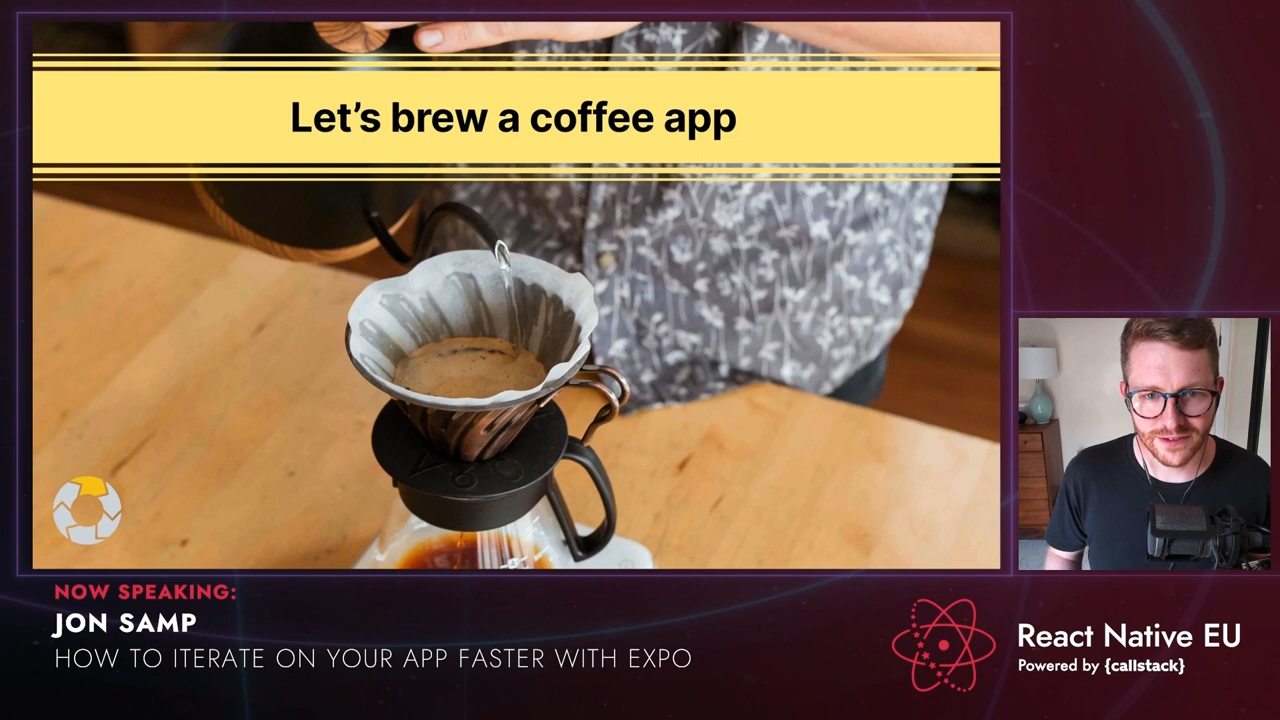 Let's brew a coffee app
V60
NOW SPEAKING:
JON SAMP
HOW TO ITERATE ON YOUR APP FASTER WITH EXPO
React Native EU
Powered by {callstack}